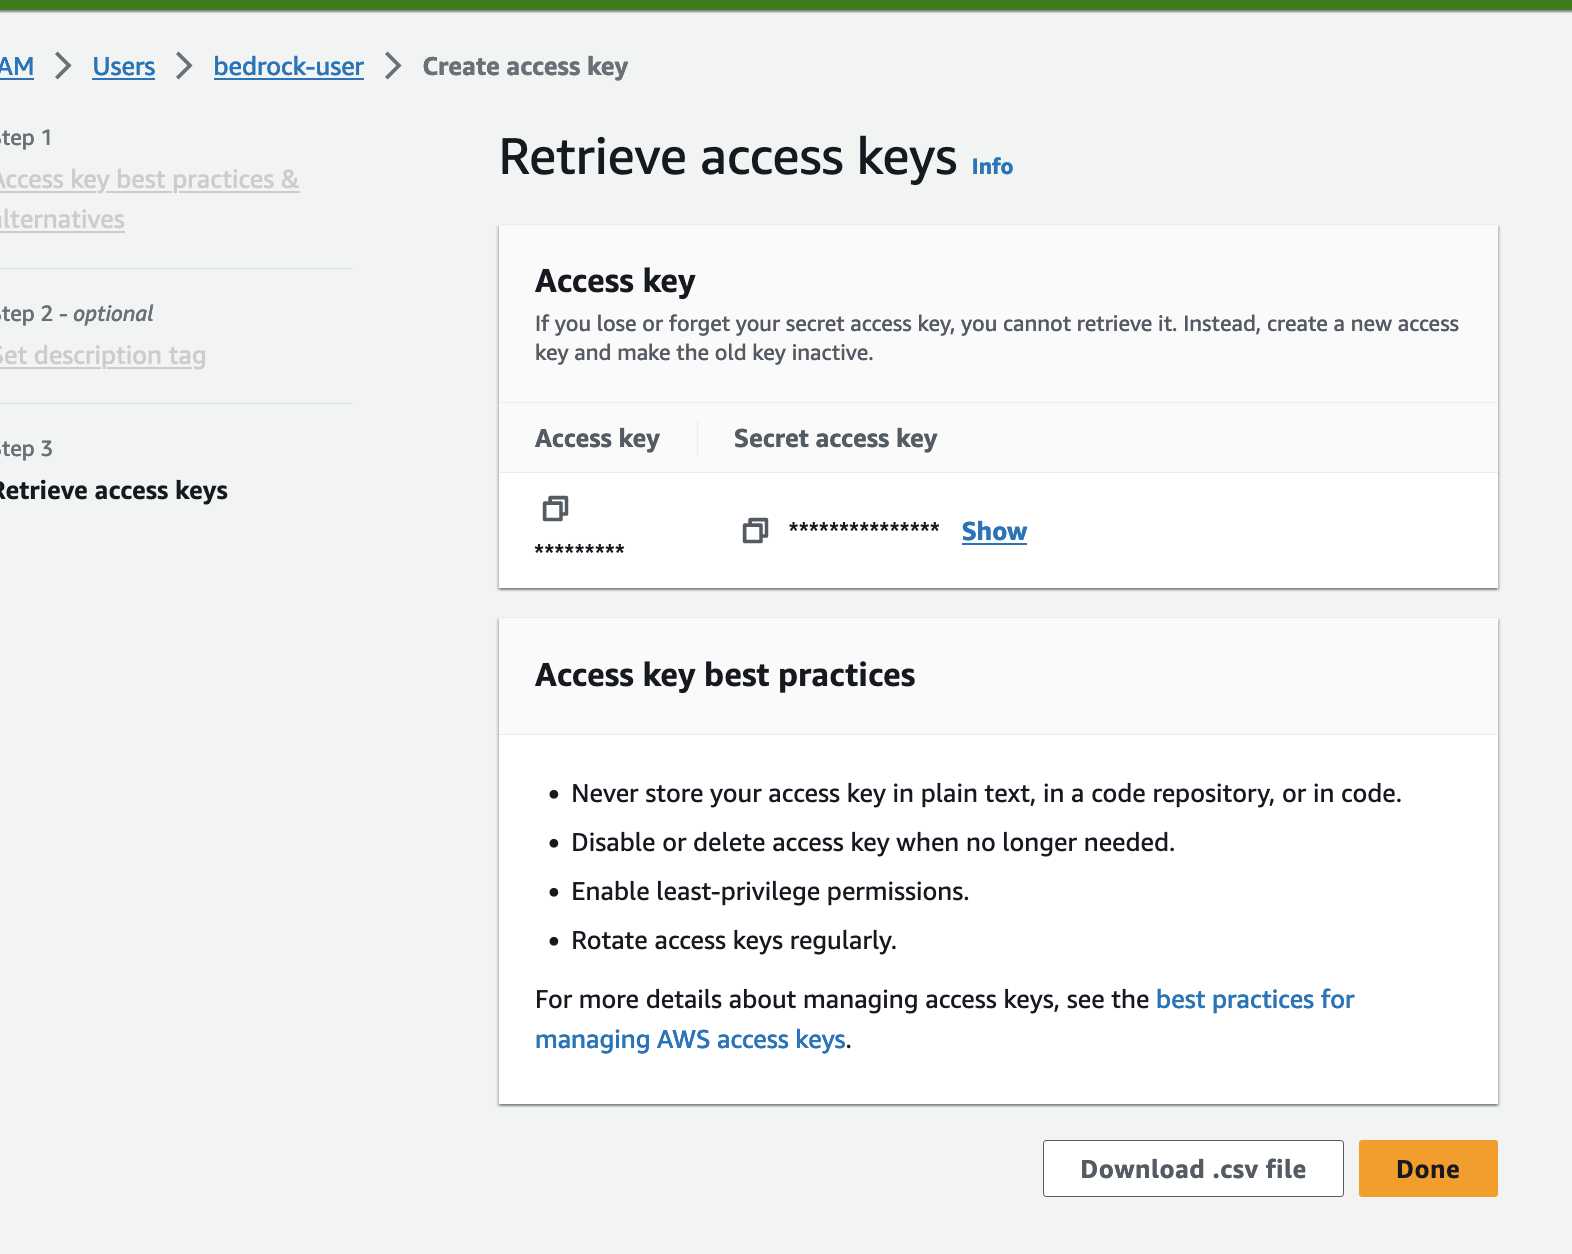 AM > Users > bedrock-user > Create access key
tep 1
Access key best practices &
alternatives
tep 2 - optional
Set description tag
tep 3
Retrieve access keys
Retrieve access keys Info
Access key
If you lose or forget your secret access key, you cannot retrieve it. Instead, create a new access
key and make the old key inactive.
Access key Secret access key
*********
*************** Show
Access key best practices
• Never store your access key in plain text, in a code repository, or in code.
• Disable or delete access key when no longer needed.
• Enable least-privilege permissions.
• Rotate access keys regularly.
For more details about managing access keys, see the best practices for
managing AWS access keys.
Download .csv file Done